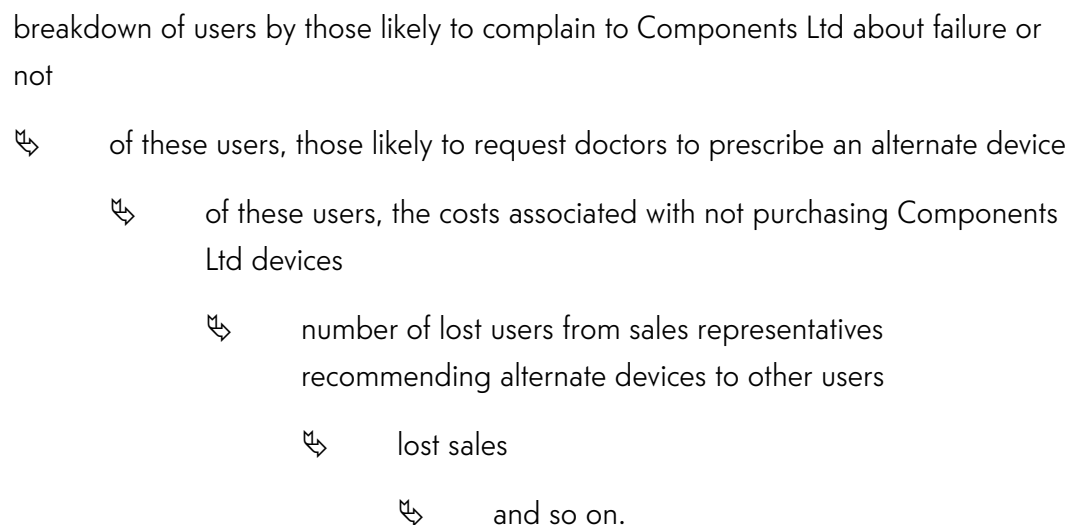 breakdown of users by those likely to complain to Components Ltd about failure or
not
of these users, those likely to request doctors to prescribe an alternate device
of these users, the costs associated with not purchasing Components
Ltd devices
number of lost users from sales representatives
recommending alternate devices to other users
lost sales
and so on.